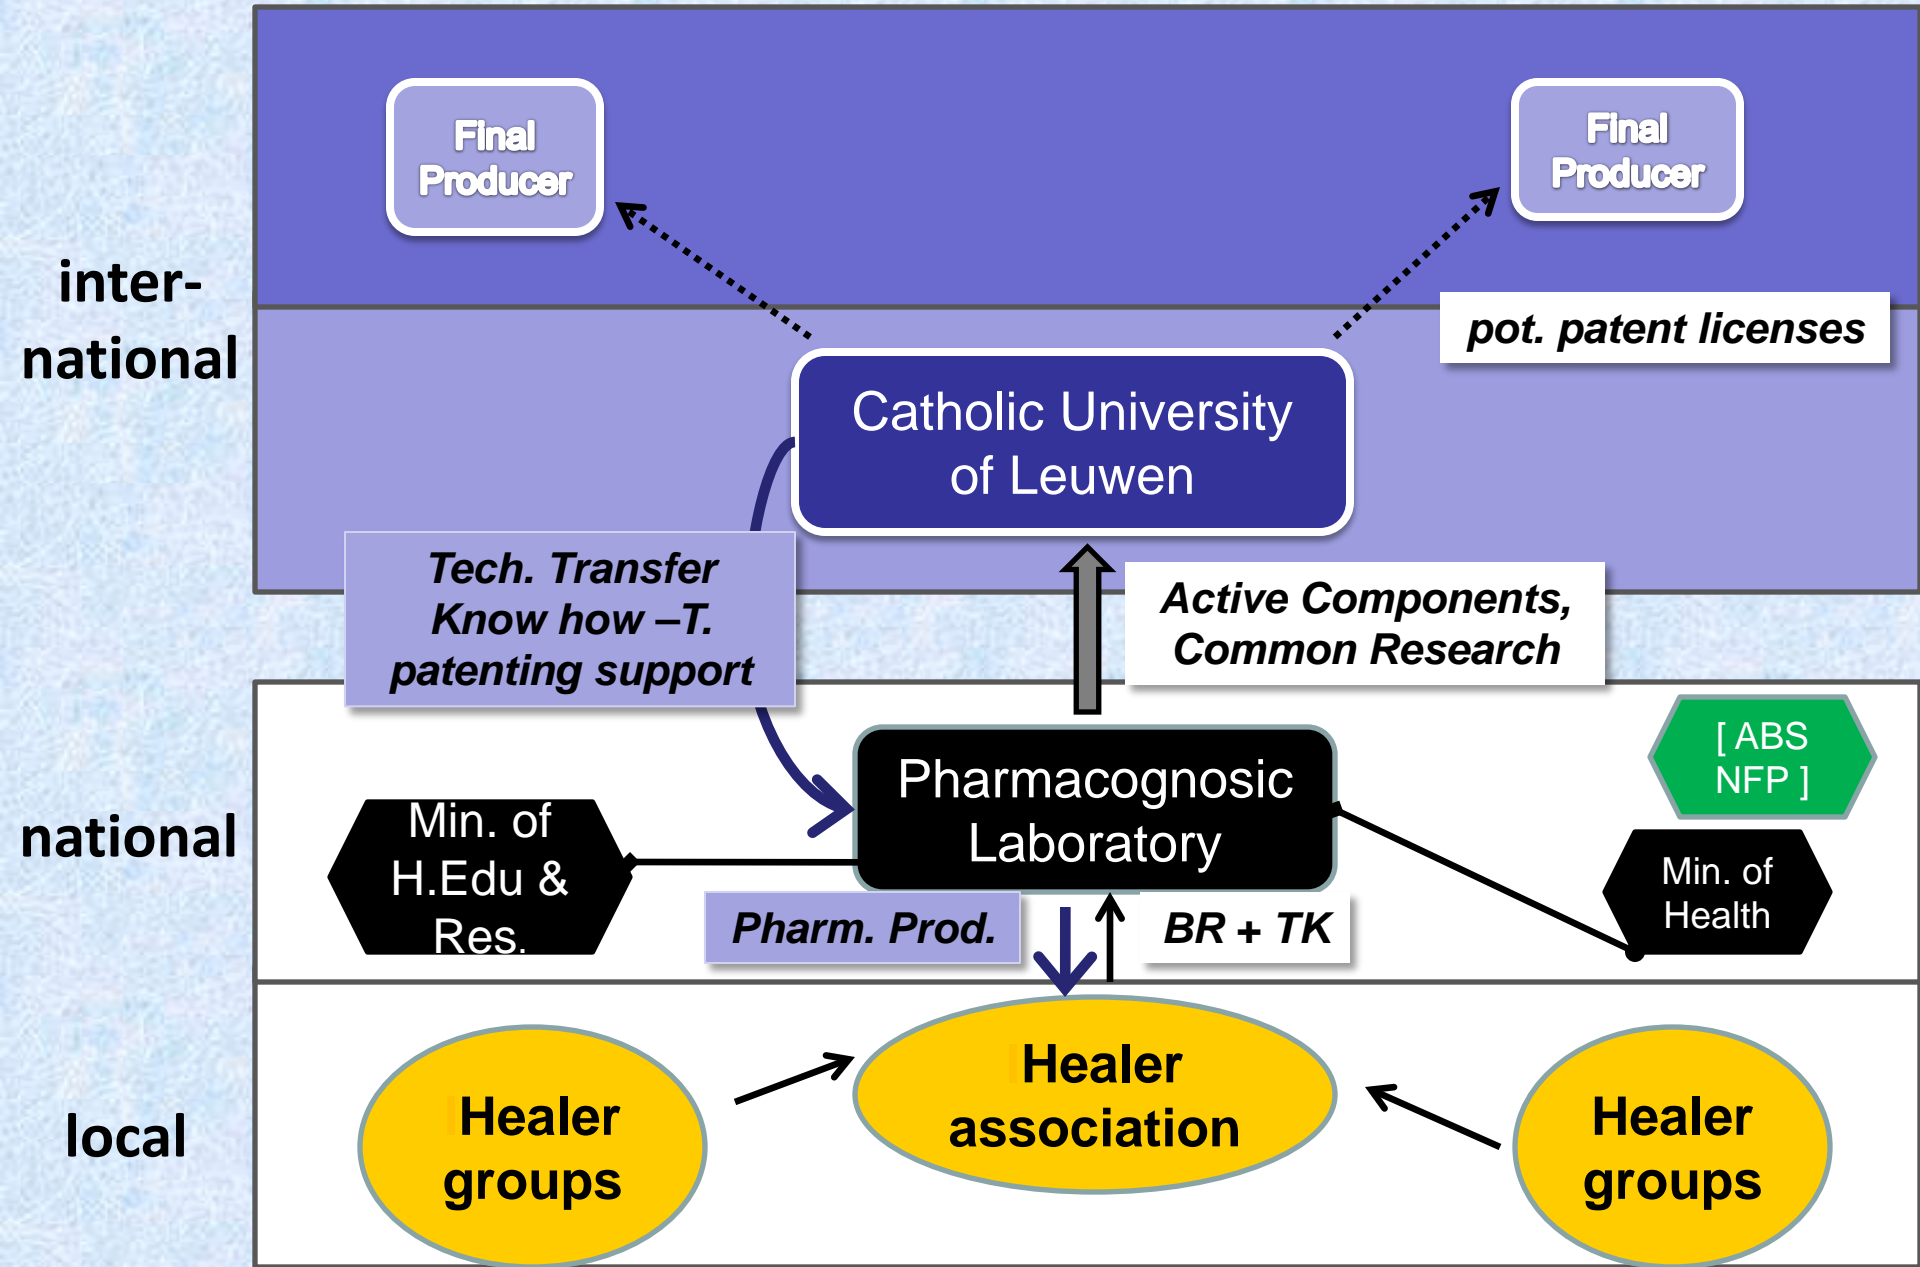 Final
Producer
Final
Producer
inter-
national
pot. patent licenses
Catholic University
of Leuwen
Tech. Transfer
Know how –T.
patenting support
Active Components,
Common Research
national
[ ABS
NFP ]
Pharmacognosic
Laboratory
Min. of
H.Edu &
Res.
Min. of
Health
Pharm. Prod.
BR + TK
local
Healer
groups
Healer
association
Healer
groups